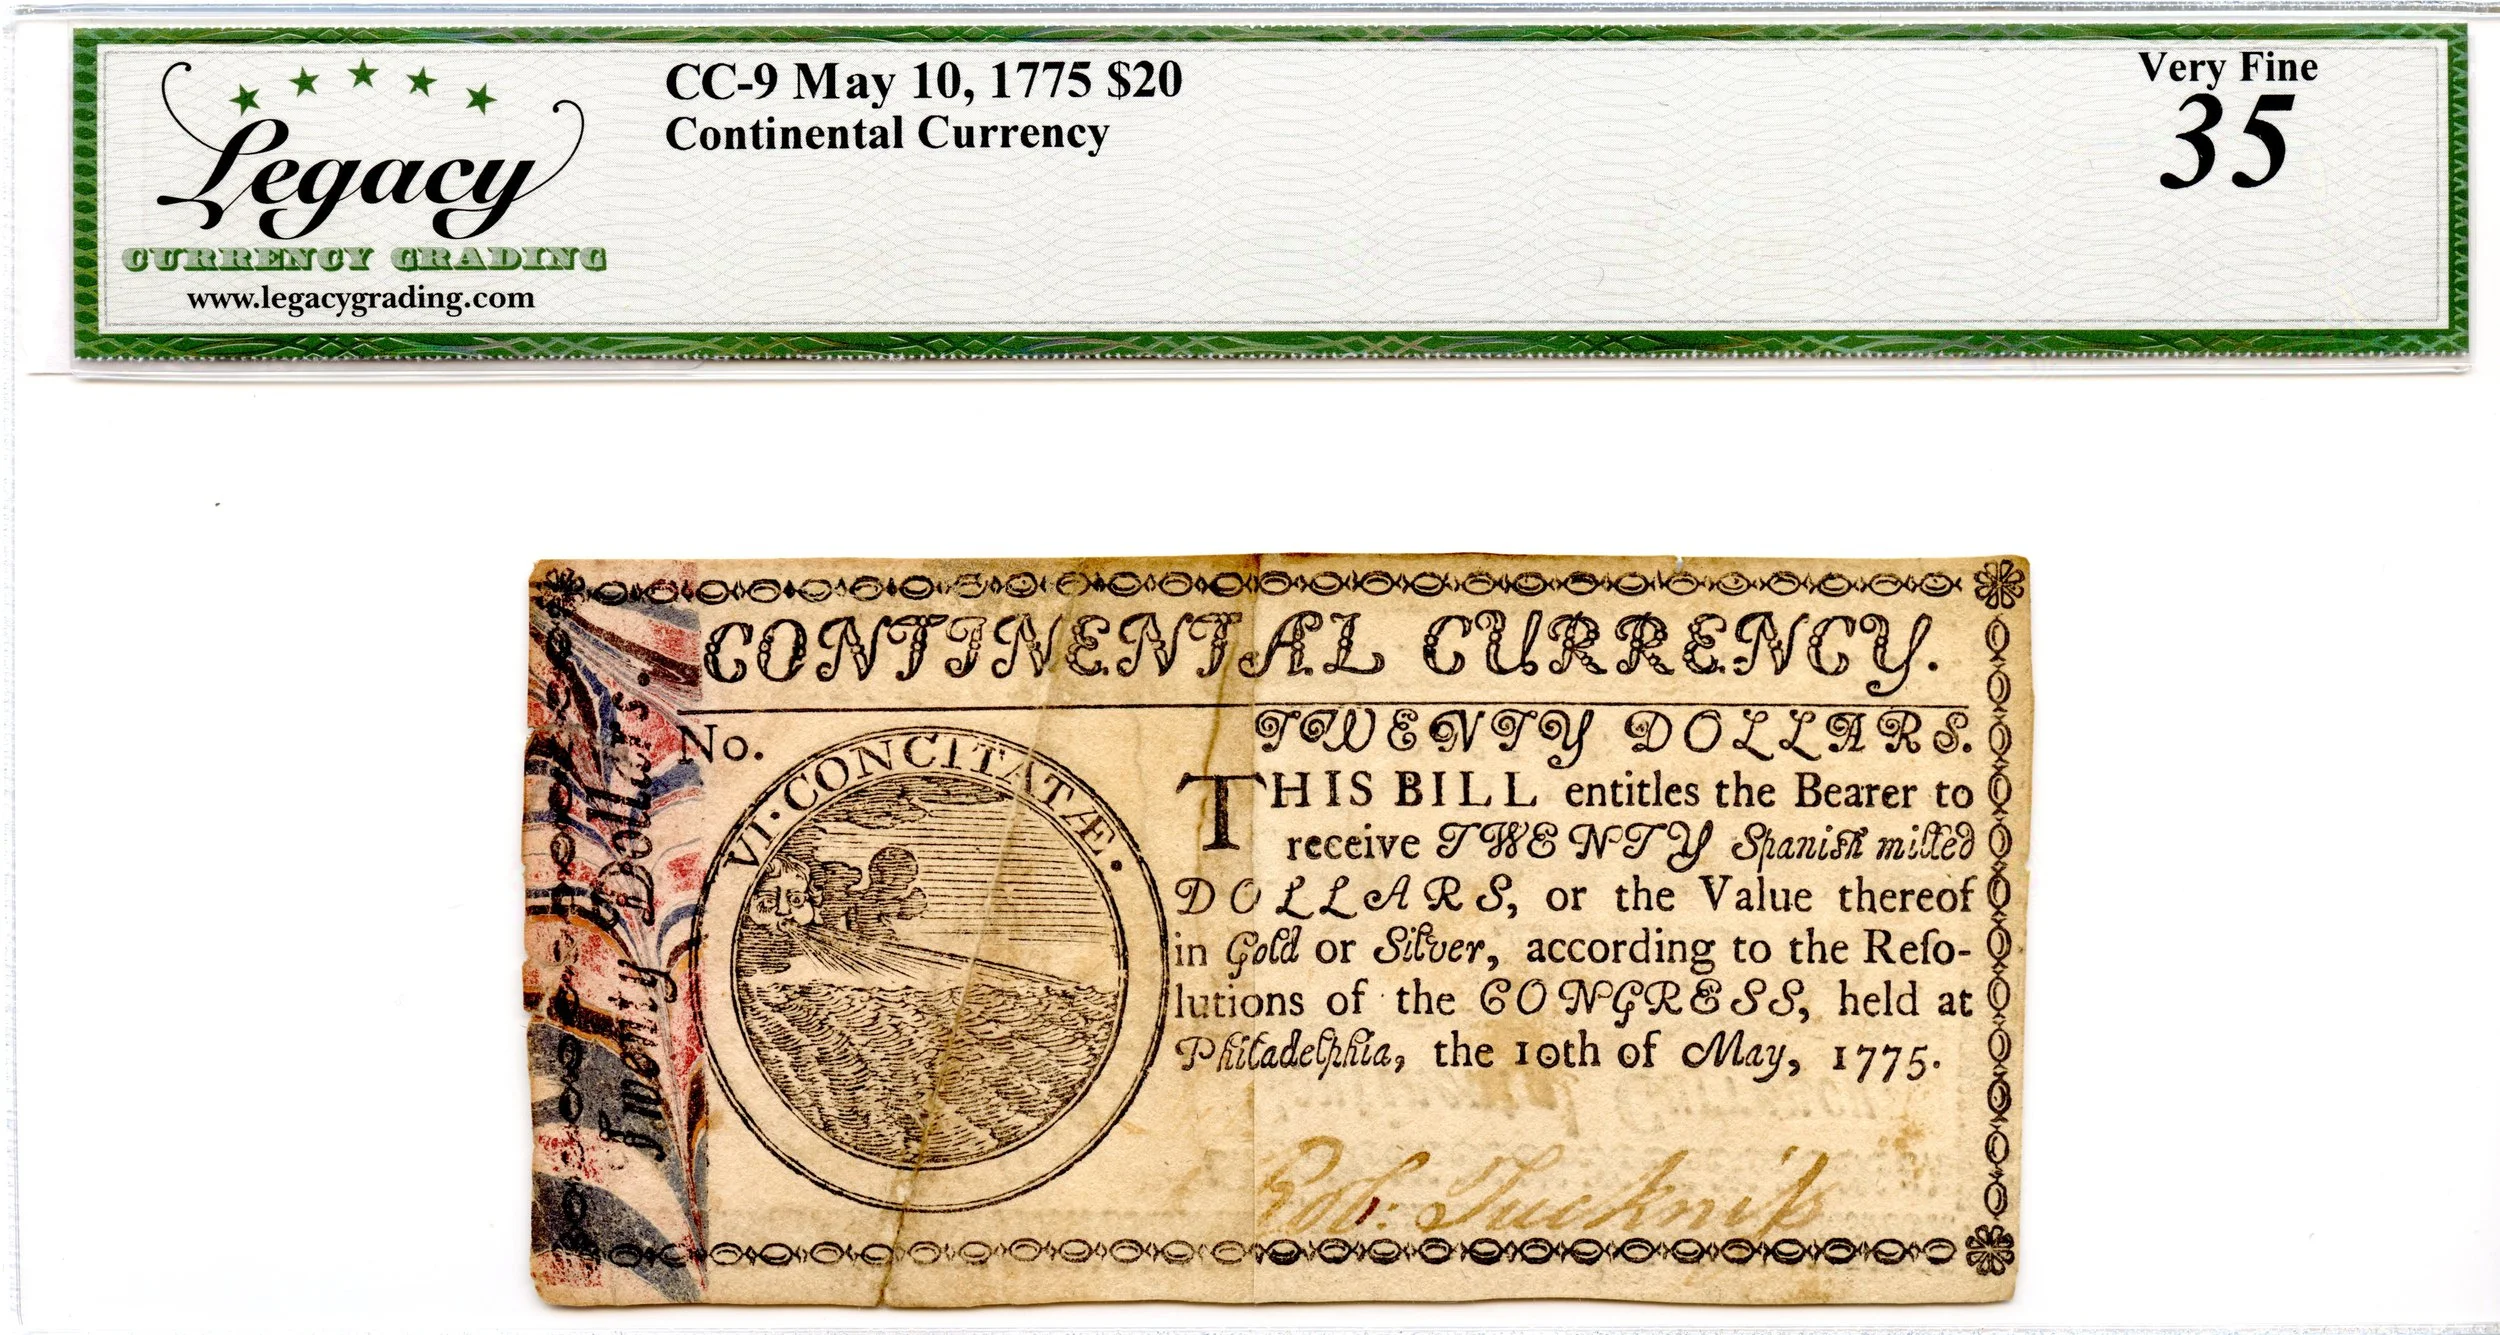 Legacy
CURRENCY GRADING
www.legacygrading.com
CC-9 May 10, 1775 $20
Continental Currency
Very Fine
35
CONTINENTAL CURRENCY.
Twenty Dollars.
No.
VI·CONCITATÆ.
TWENTY DOLLARS.
THIS BILL entitles the Bearer to
receive TWENTY Spanish milled
DOLLARS, or the Value thereof
in Gold or Silver, according to the Reſo-
lutions of the CONGRESS, held at
Philadelphia, the 10th of May, 1775.
Rob: Tuckniſs